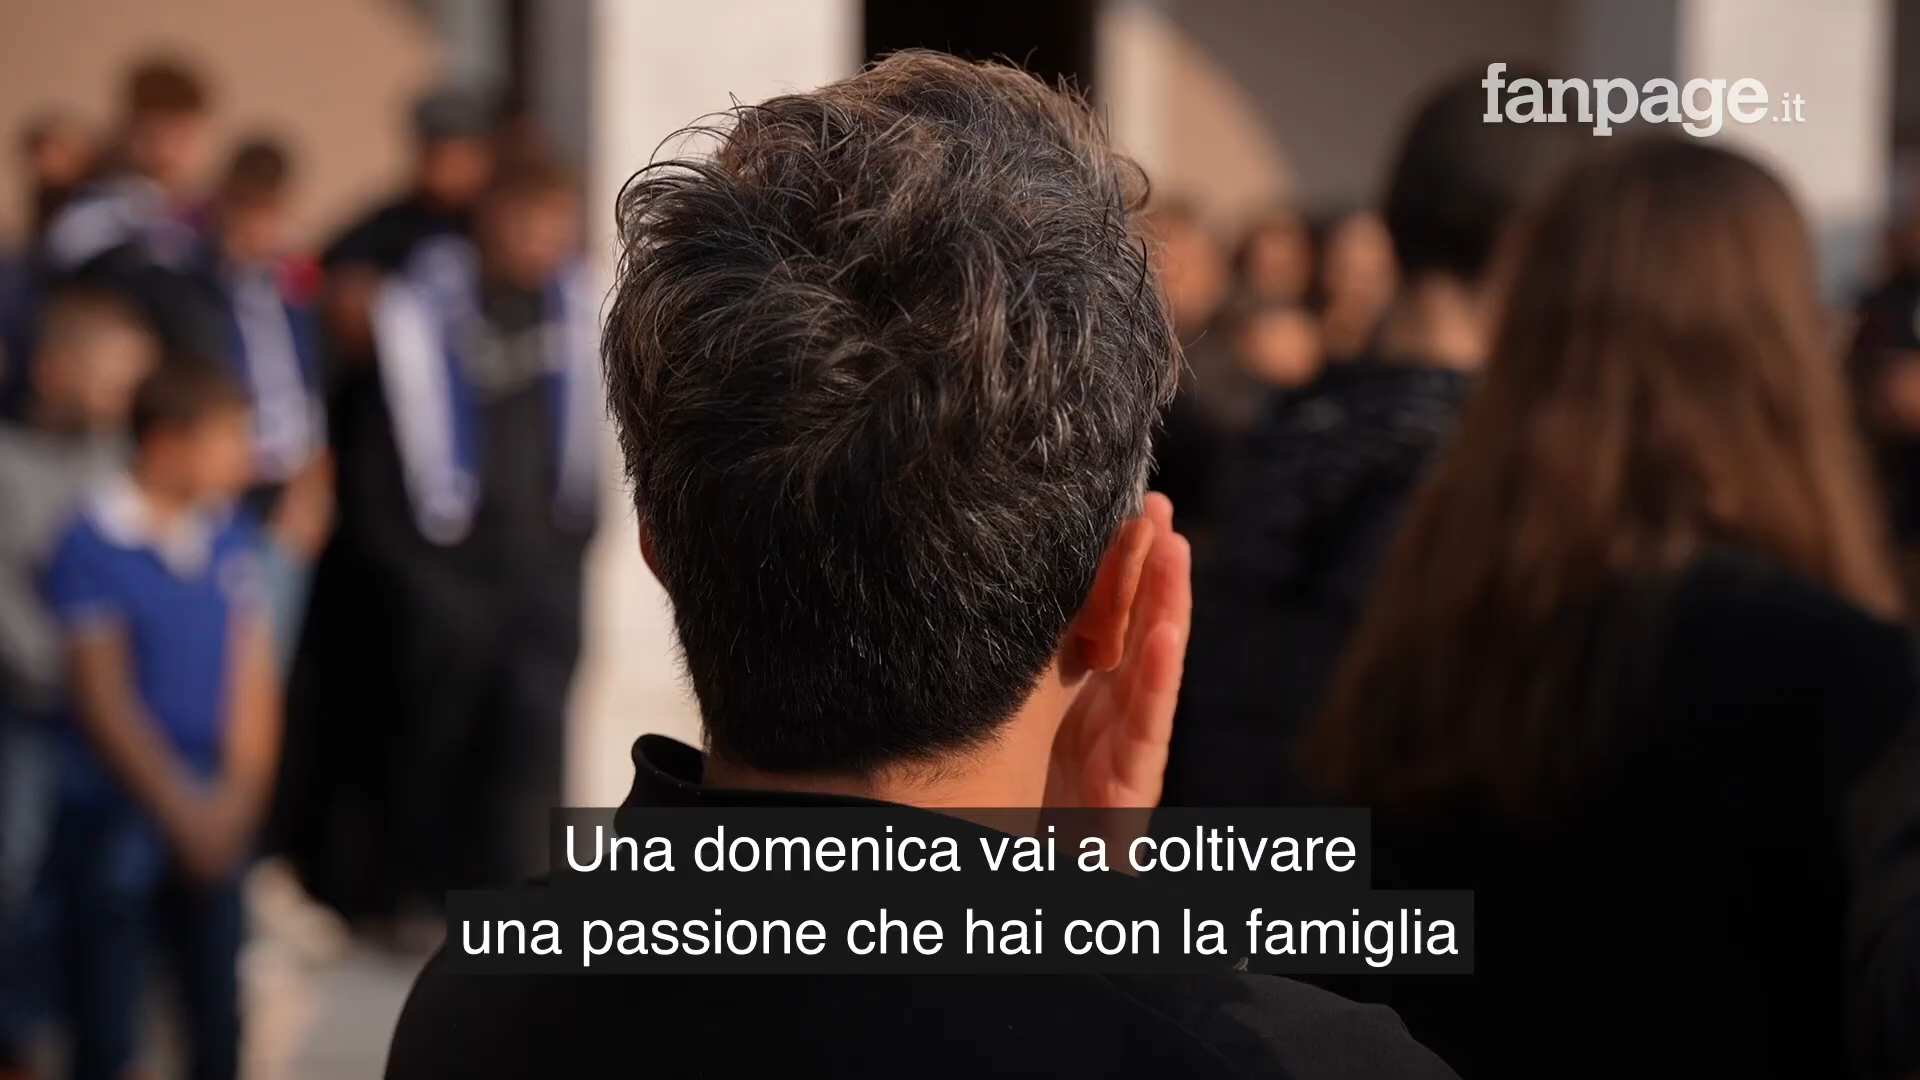 fanpage.it
Una domenica vai a coltivare
una passione che hai con la famiglia